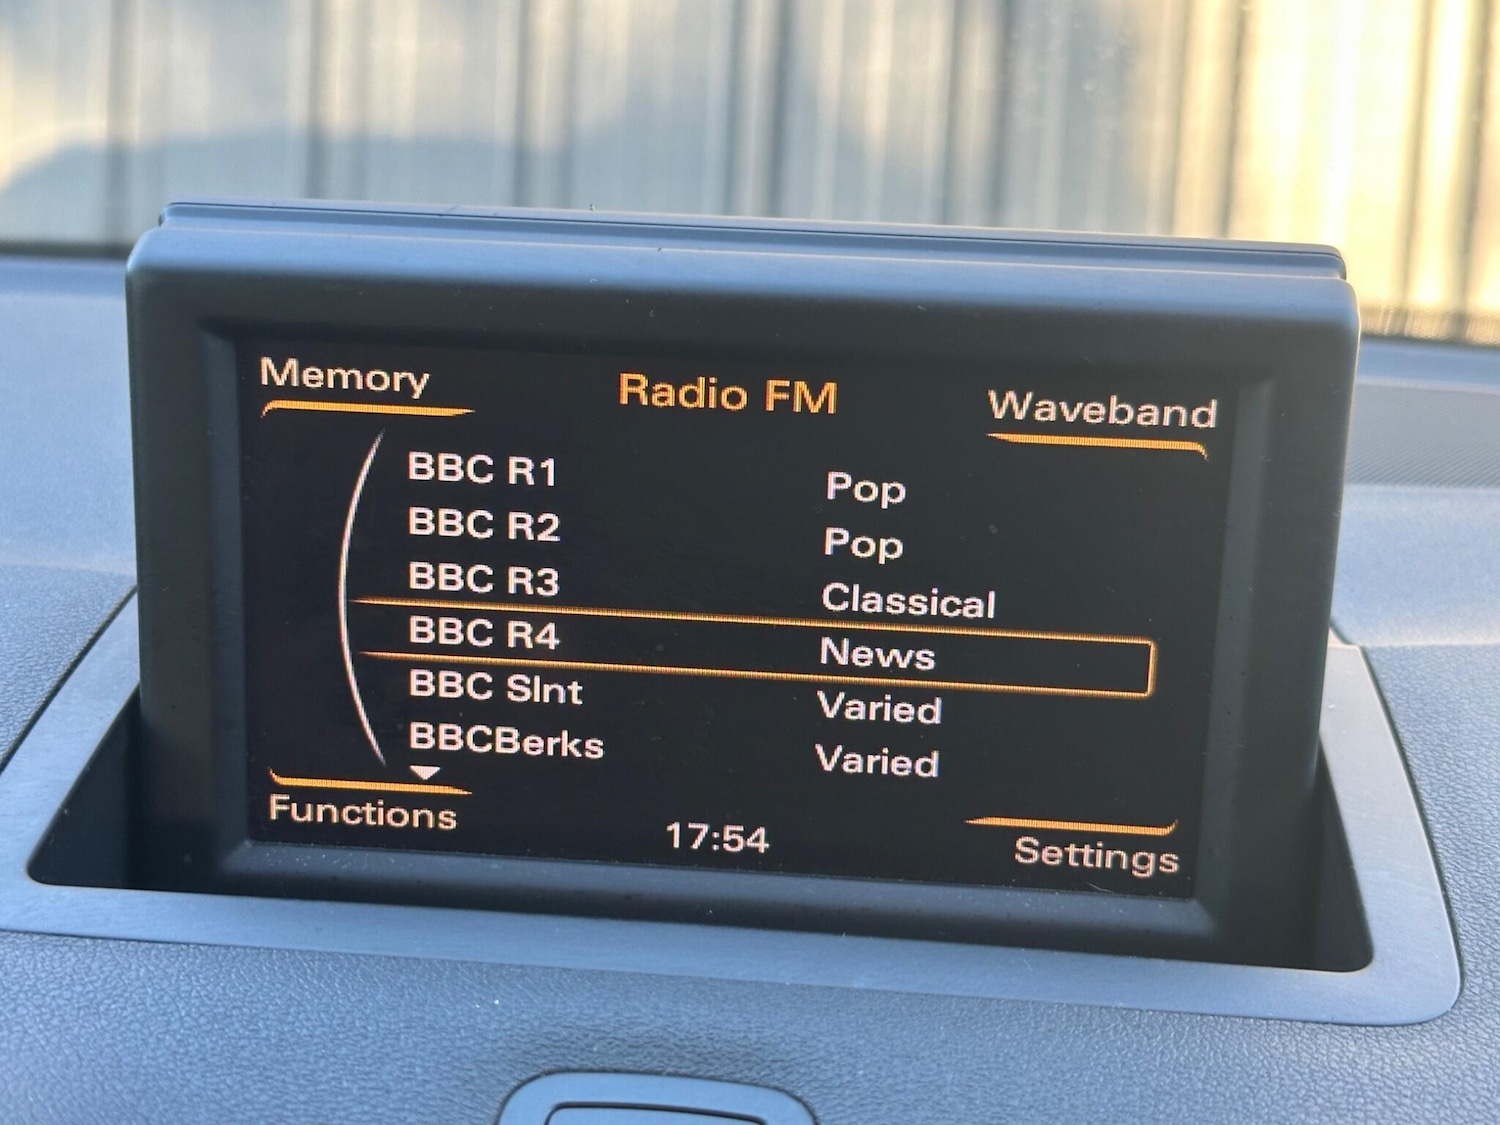 Memory Radio FM Waveband
BBC R1 Pop
BBC R2 Pop
BBC R3 Classical
BBC R4 News
BBC SInt Varied
BBCBerks Varied
Functions 17:54 Settings